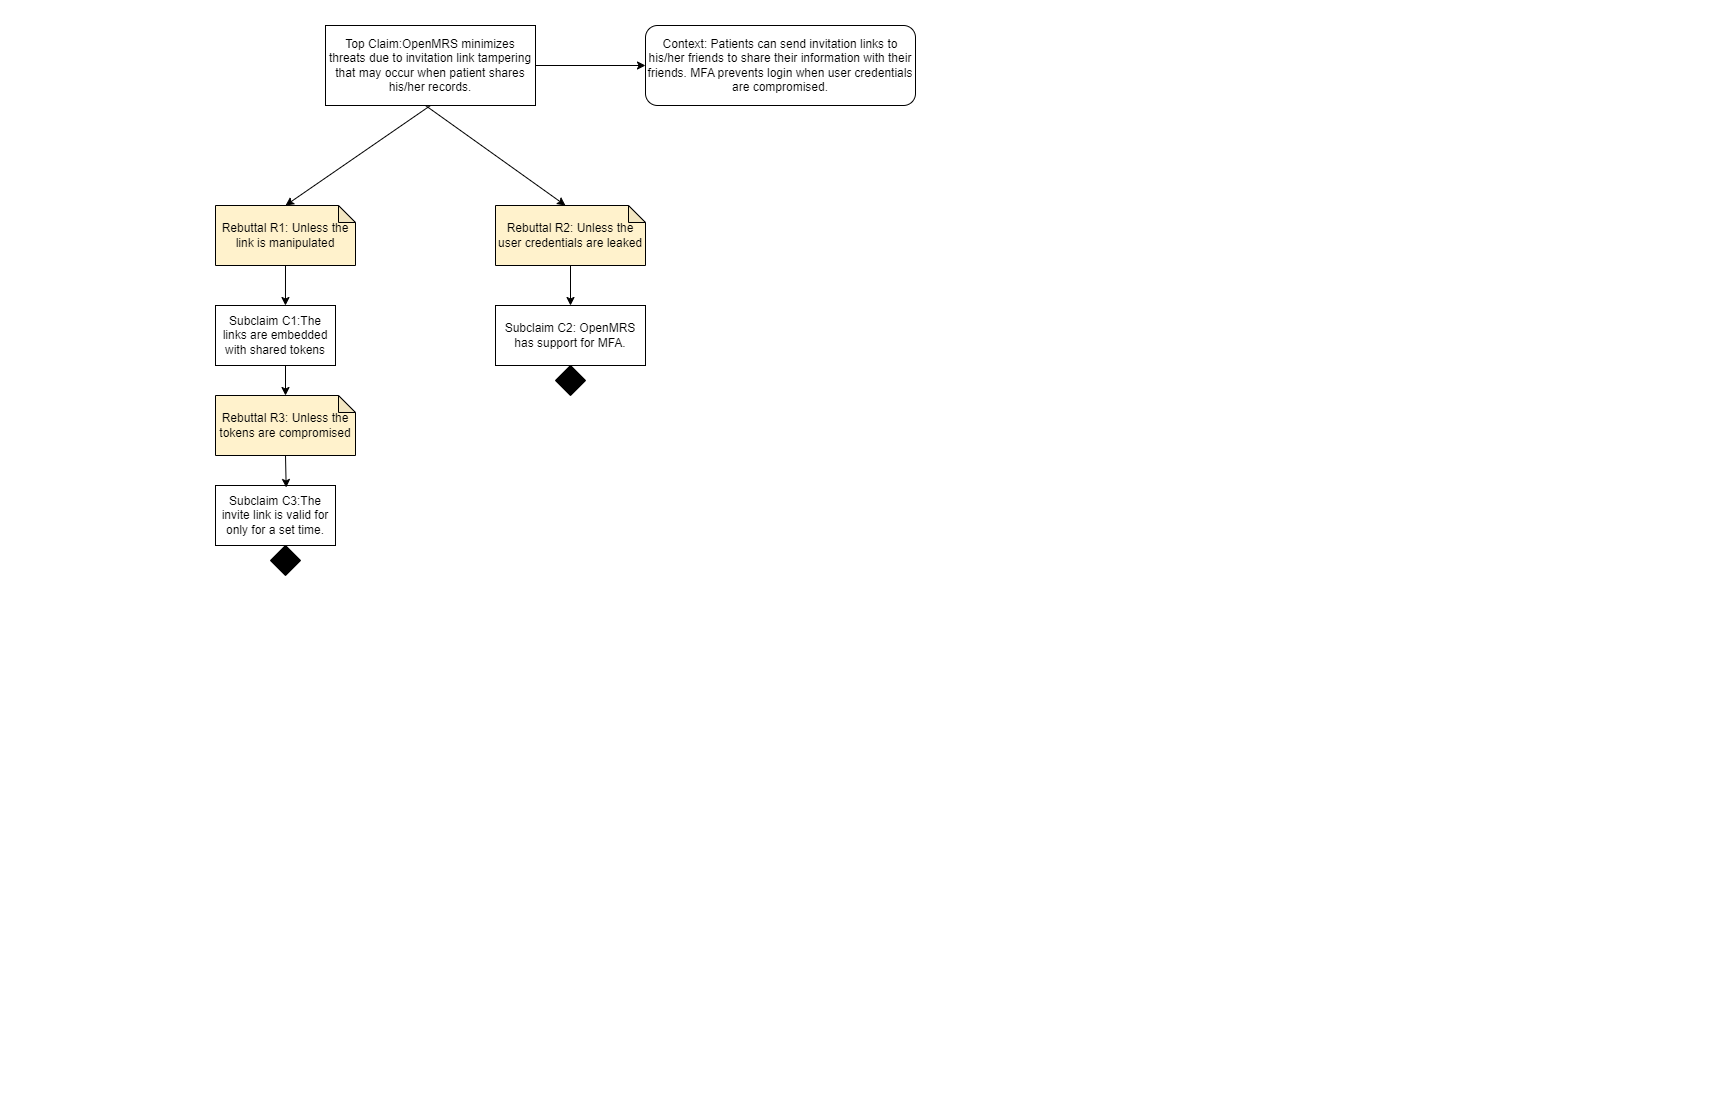 Top Claim:OpenMRS minimizes
threats due to invitation link tampering
that may occur when patient shares
his/her records.
Context: Patients can send invitation links to
his/her friends to share their information with their
friends. MFA prevents login when user credentials
are compromised.
Rebuttal R1: Unless the
link is manipulated
Rebuttal R2: Unless the
user credentials are leaked
Subclaim C1:The
links are embedded
with shared tokens
Subclaim C2: OpenMRS
has support for MFA.
Rebuttal R3: Unless the
tokens are compromised
Subclaim C3:The
invite link is valid for
only for a set time.